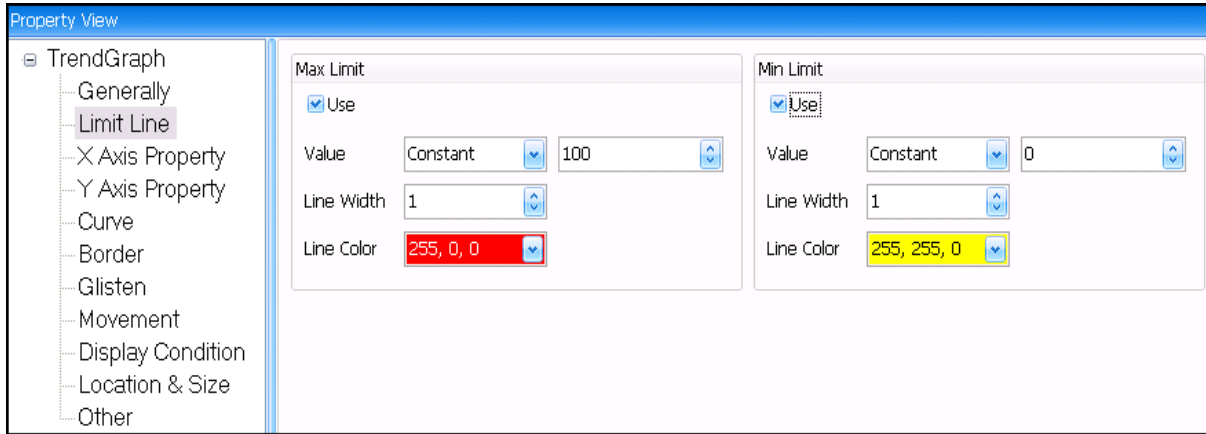 Property View
TrendGraph
Generally
Limit Line
X Axis Property
Y Axis Property
Curve
Border
Glisten
Movement
Display Condition
Location & Size
Other
Max Limit
Use
Value Constant 100
Line Width 1
Line Color 255, 0, 0
Min Limit
Use
Value Constant 0
Line Width 1
Line Color 255, 255, 0